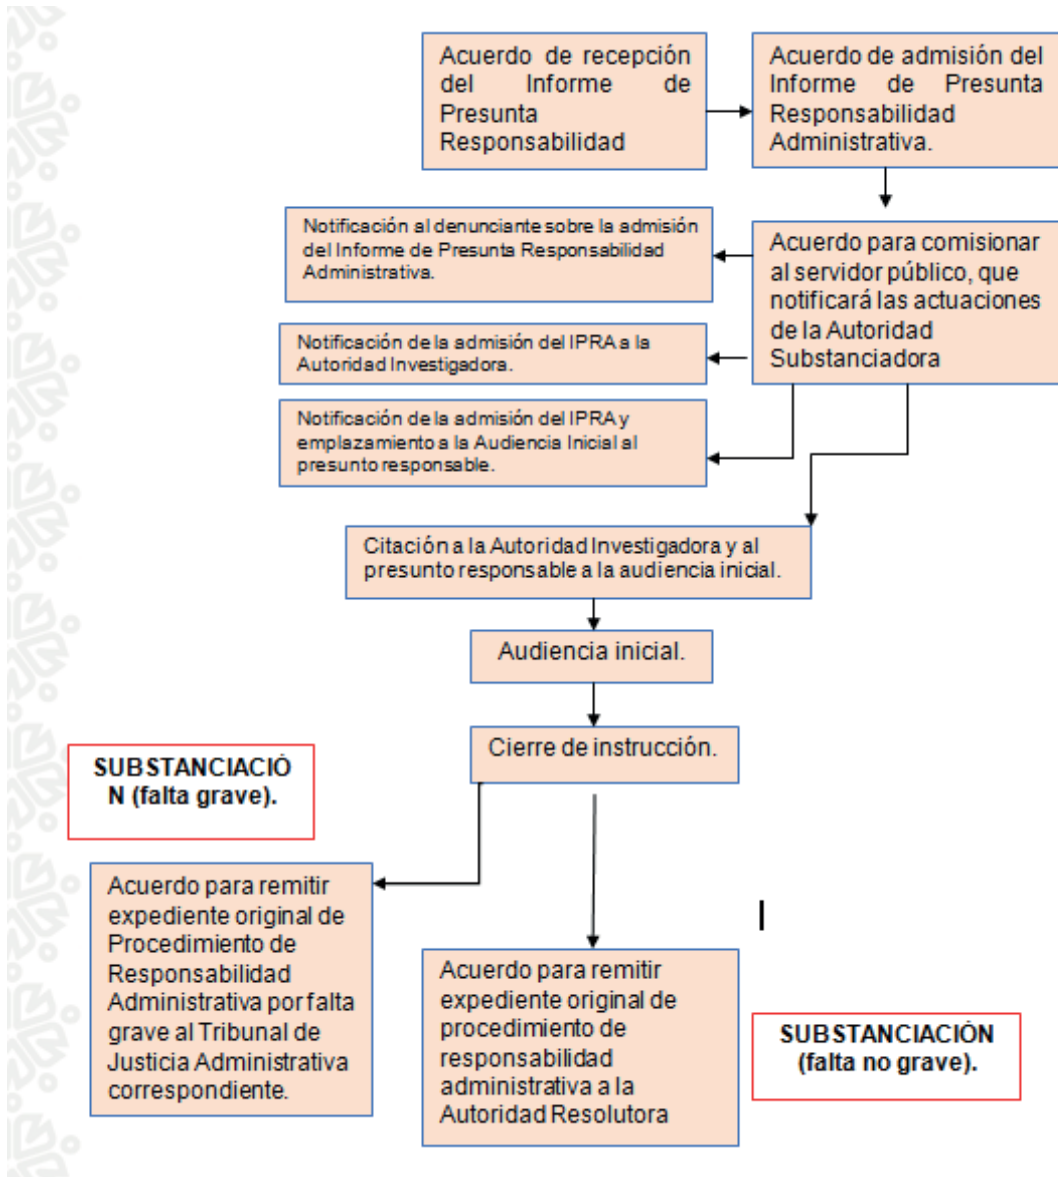 Acuerdo de recepción
del Informe de
Presunta
Responsabilidad
Acuerdo de admisión del
Informe de Presunta
Responsabilidad
Administrativa.
Notificación al denunciante sobre la admisión
del Informe de Presunta Responsabilidad
Administrativa.
Acuerdo para comisionar
al servidor público, que
notificará las actuaciones
de la Autoridad
Substanciadora
Notificación de la admisión del IPRA a la
Autoridad Investigadora.
Notificación de la admisión del IPRA y
emplazamiento a la Audiencia Inicial al
presunto responsable.
Citación a la Autoridad Investigadora y al
presunto responsable a la audiencia inicial.
Audiencia inicial.
Cierre de instrucción.
SUBSTANCIACIÓ
N (falta grave).
Acuerdo para remitir
expediente original de
Procedimiento de
Responsabilidad
Administrativa por falta
grave al Tribunal de
Justicia Administrativa
correspondiente.
Acuerdo para remitir
expediente original de
procedimiento de
responsabilidad
administrativa a la
Autoridad Resolutora
SUBSTANCIACIÓN
(falta no grave).